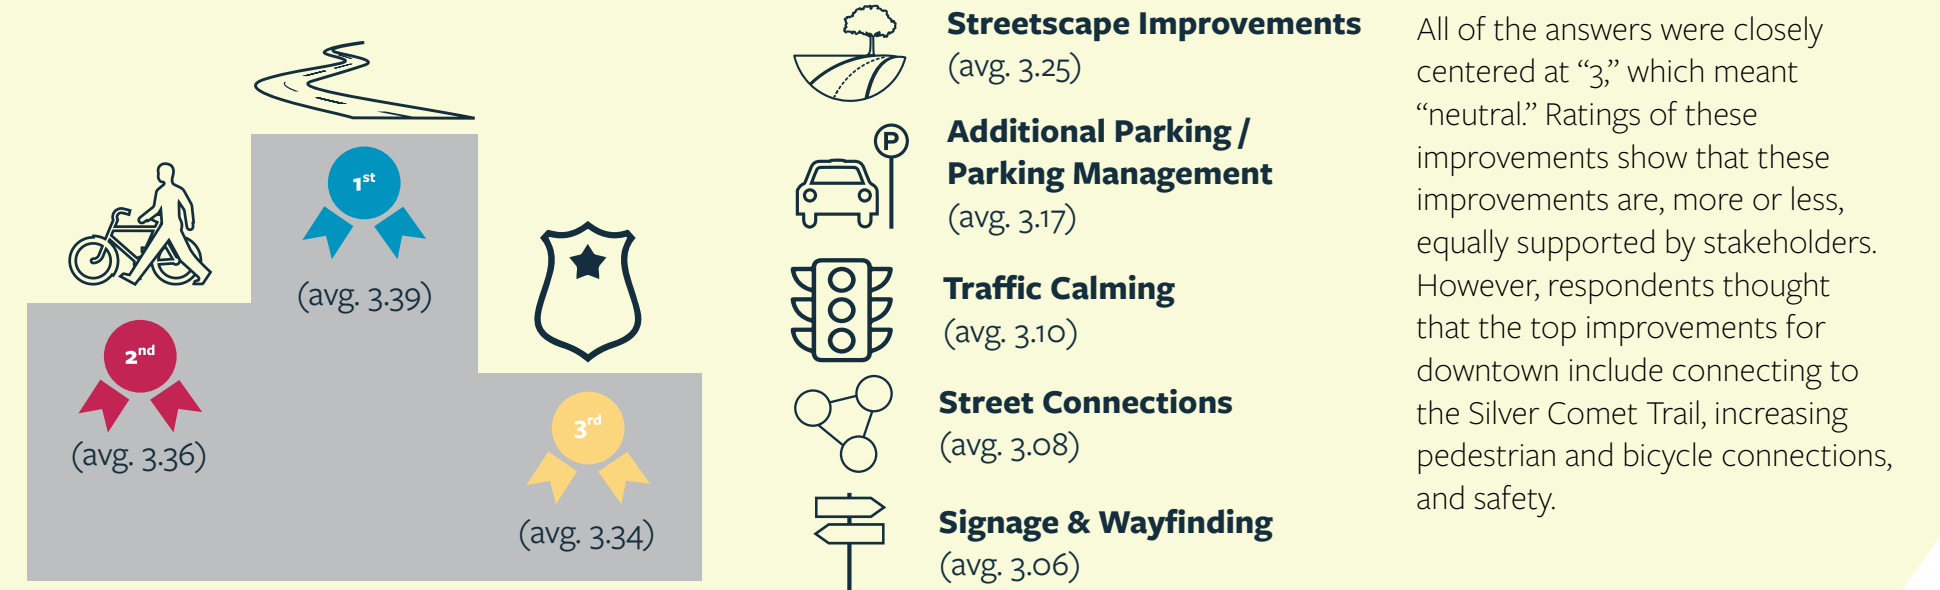 1st
(avg. 3.39)
2nd
(avg. 3.36)
3rd
(avg. 3.34)
Streetscape Improvements
(avg. 3.25)
P
Additional Parking /
Parking Management
(avg. 3.17)
Traffic Calming
(avg. 3.10)
Street Connections
(avg. 3.08)
Signage & Wayfinding
(avg. 3.06)
All of the answers were closely
centered at “3,” which meant
“neutral.” Ratings of these
improvements show that these
improvements are, more or less,
equally supported by stakeholders.
However, respondents thought
that the top improvements for
downtown include connecting to
the Silver Comet Trail, increasing
pedestrian and bicycle connections,
and safety.